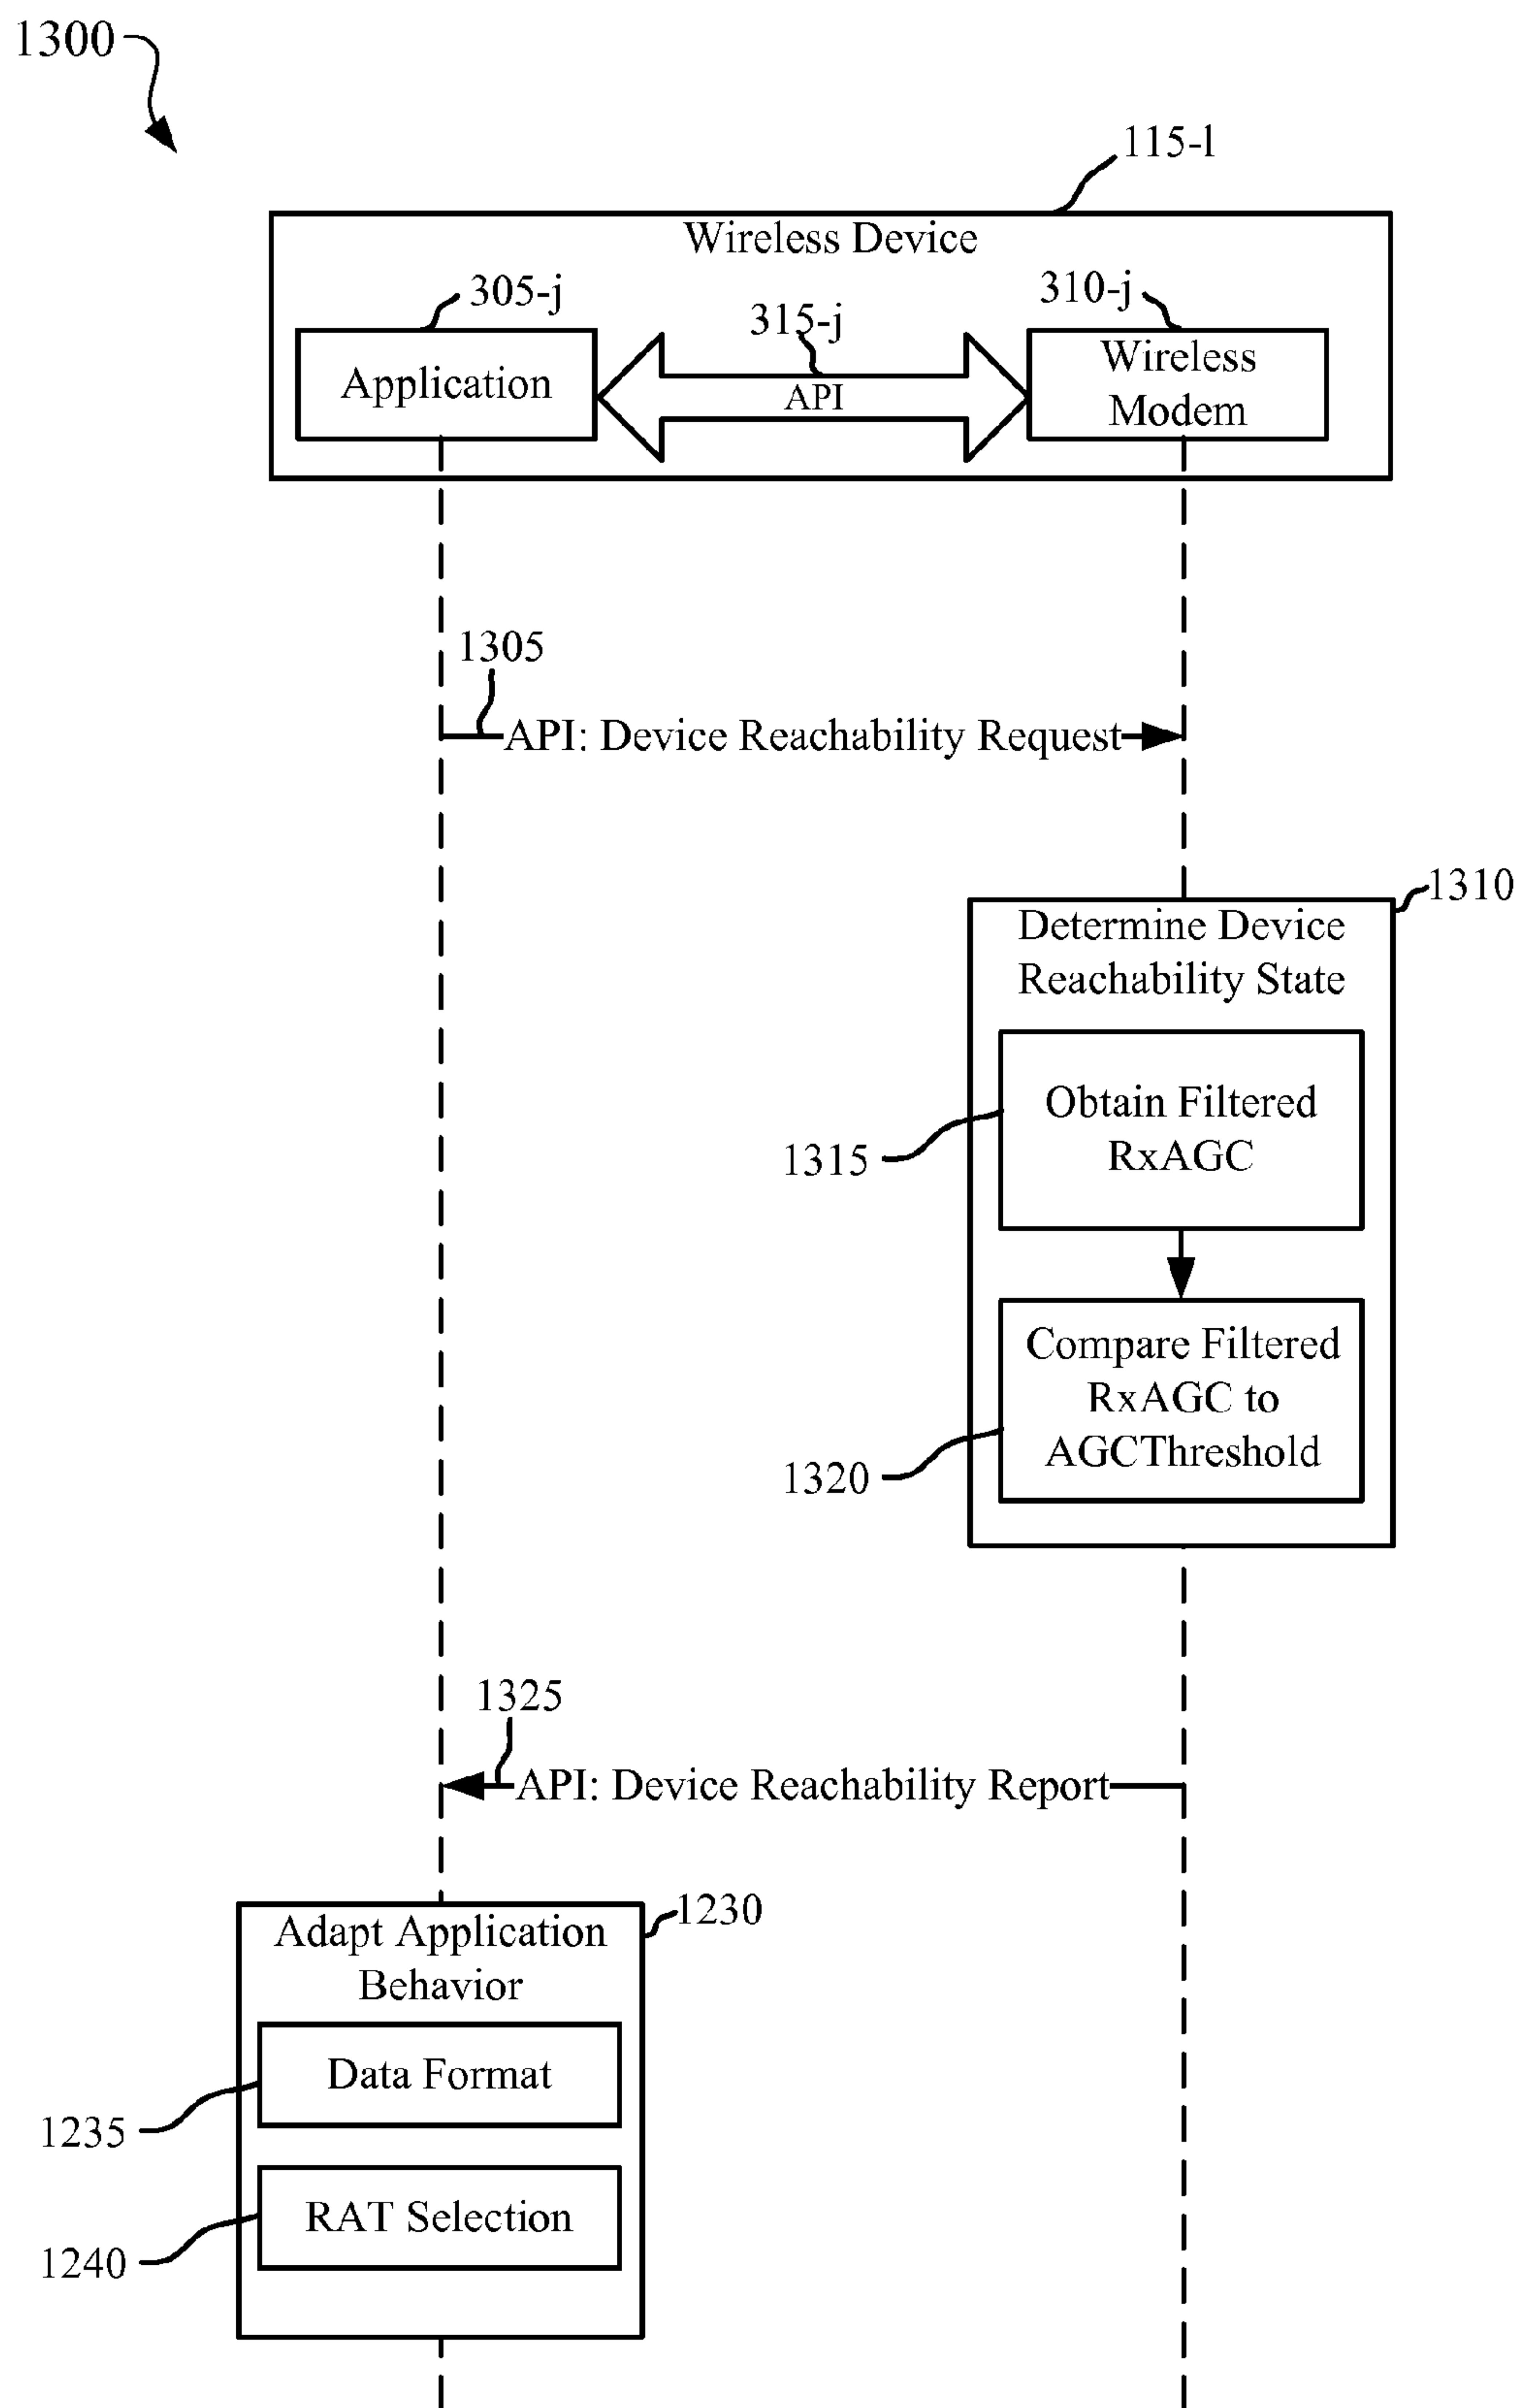 1300
115-l
Wireless Device
305-j
315-j
310-j
Application
API
Wireless
Modem
1305
API: Device Reachability Request
1310
Determine Device
Reachability State
Obtain Filtered
RxAGC
1315
Compare Filtered
RxAGC to
AGCThreshold
1320
1325
API: Device Reachability Report
1230
Adapt Application
Behavior
Data Format
1235
RAT Selection
1240